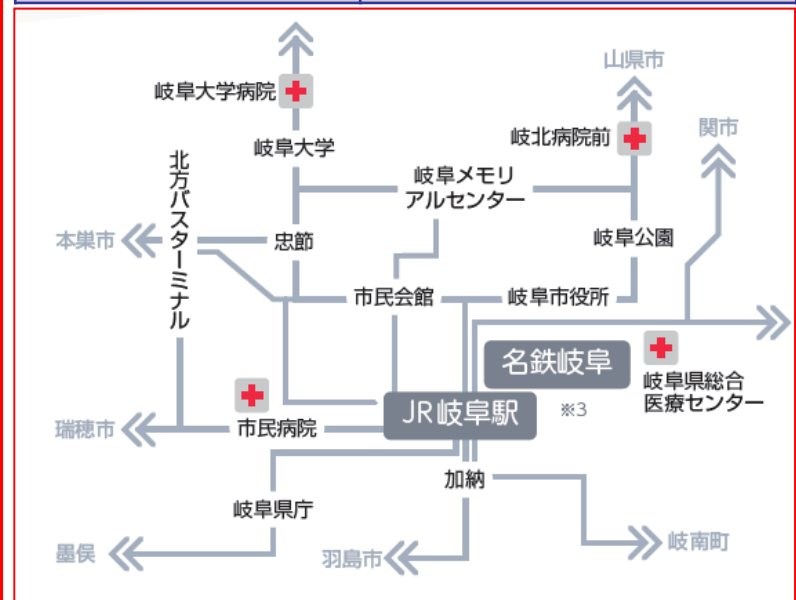 山県市
岐阜大学病院
岐北病院前
関市
岐阜大学
北方バスターミナル
岐阜メモリ
アルセンター
本巣市
忠節
岐阜公園
市民会館
岐阜市役所
名鉄岐阜
岐阜県総合
医療センター
JR岐阜駅
※3
瑞穂市
市民病院
加納
岐阜県庁
墨俣
羽島市
岐南町